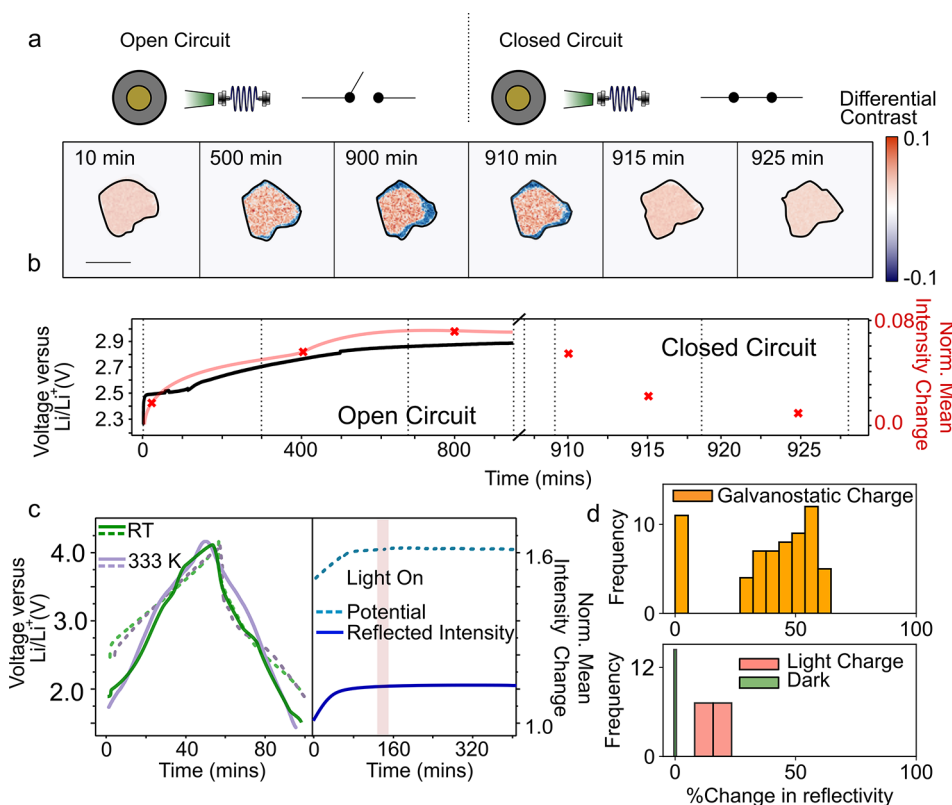 a
Open Circuit
Closed Circuit
Differential
Contrast
0.1
0.0
-0.1
10 min
500 min
900 min
910 min
915 min
925 min
b
Voltage versus
Li/Li+(V)
2.9
2.7
2.5
2.3
Open Circuit
Closed Circuit
0.08
0.0
Norm. Mean
Intensity Change
0
400
800
910
915
920
925
Time (mins)
c
RT
333 K
Voltage versus
Li/Li+(V)
4.0
3.0
2.0
0
40
80
Time (mins)
Light On
Potential
Reflected Intensity
1.6
1.0
Norm. Mean
Intensity Change
0
160
320
Time (mins)
d
Galvanostatic Charge
Frequency
10
0
0
50
100
Light Charge
Dark
Frequency
12
0
0
50
100
%Change in reflectivity